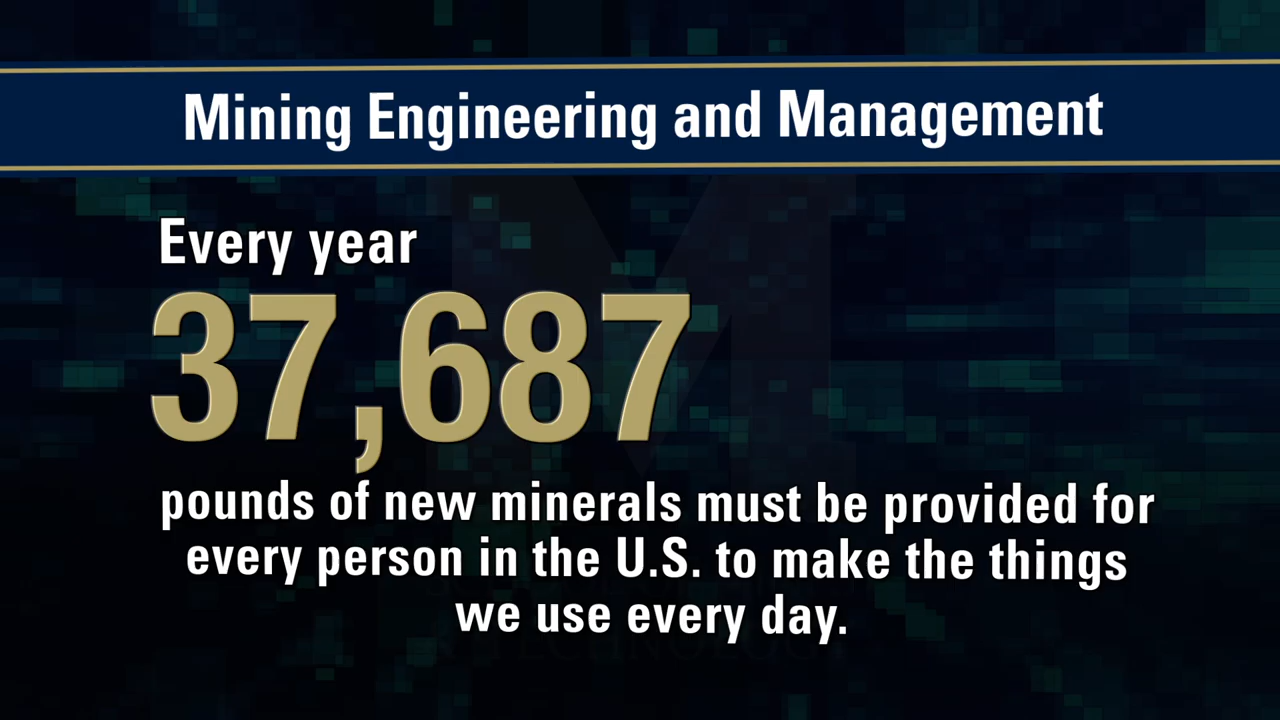 Mining Engineering and Management
Every year
37,687
pounds of new minerals must be provided for
every person in the U.S. to make the things
we use every day.